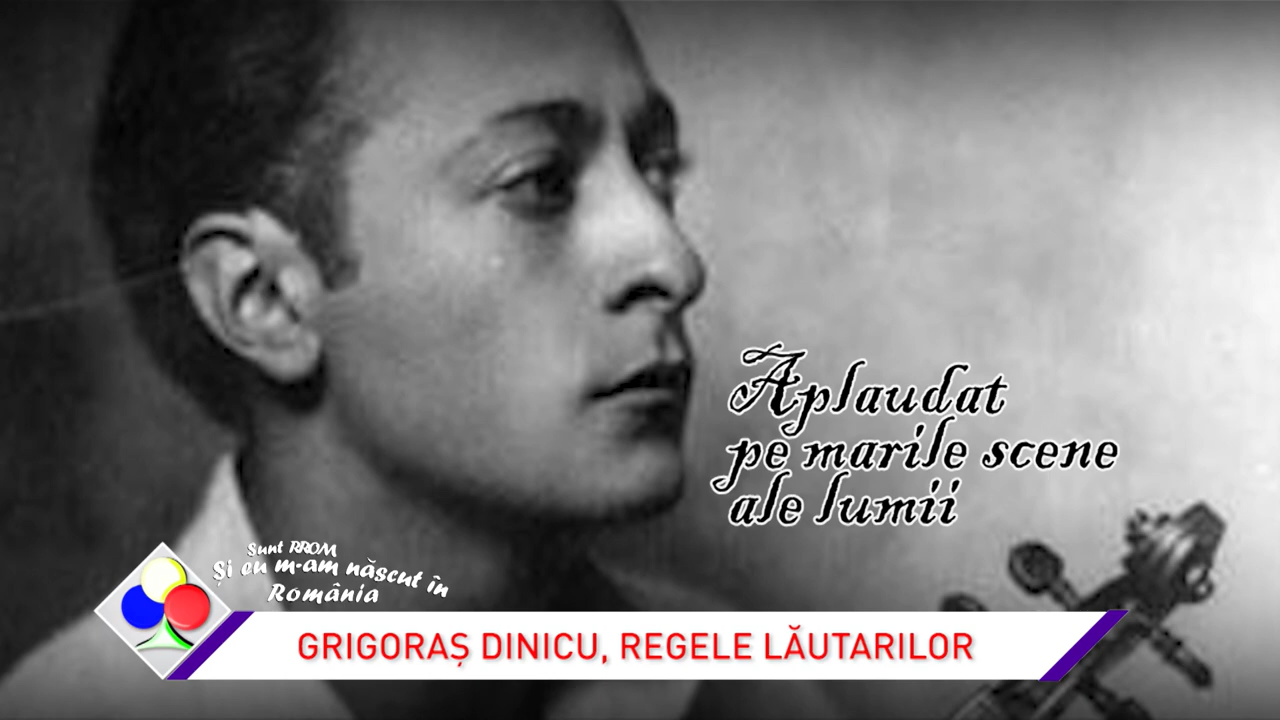 Aplaudat
pe marile scene
ale lumii
Sunt RROM
Și eu m-am născut în
România
GRIGORAȘ DINICU, REGELE LĂUTARILOR